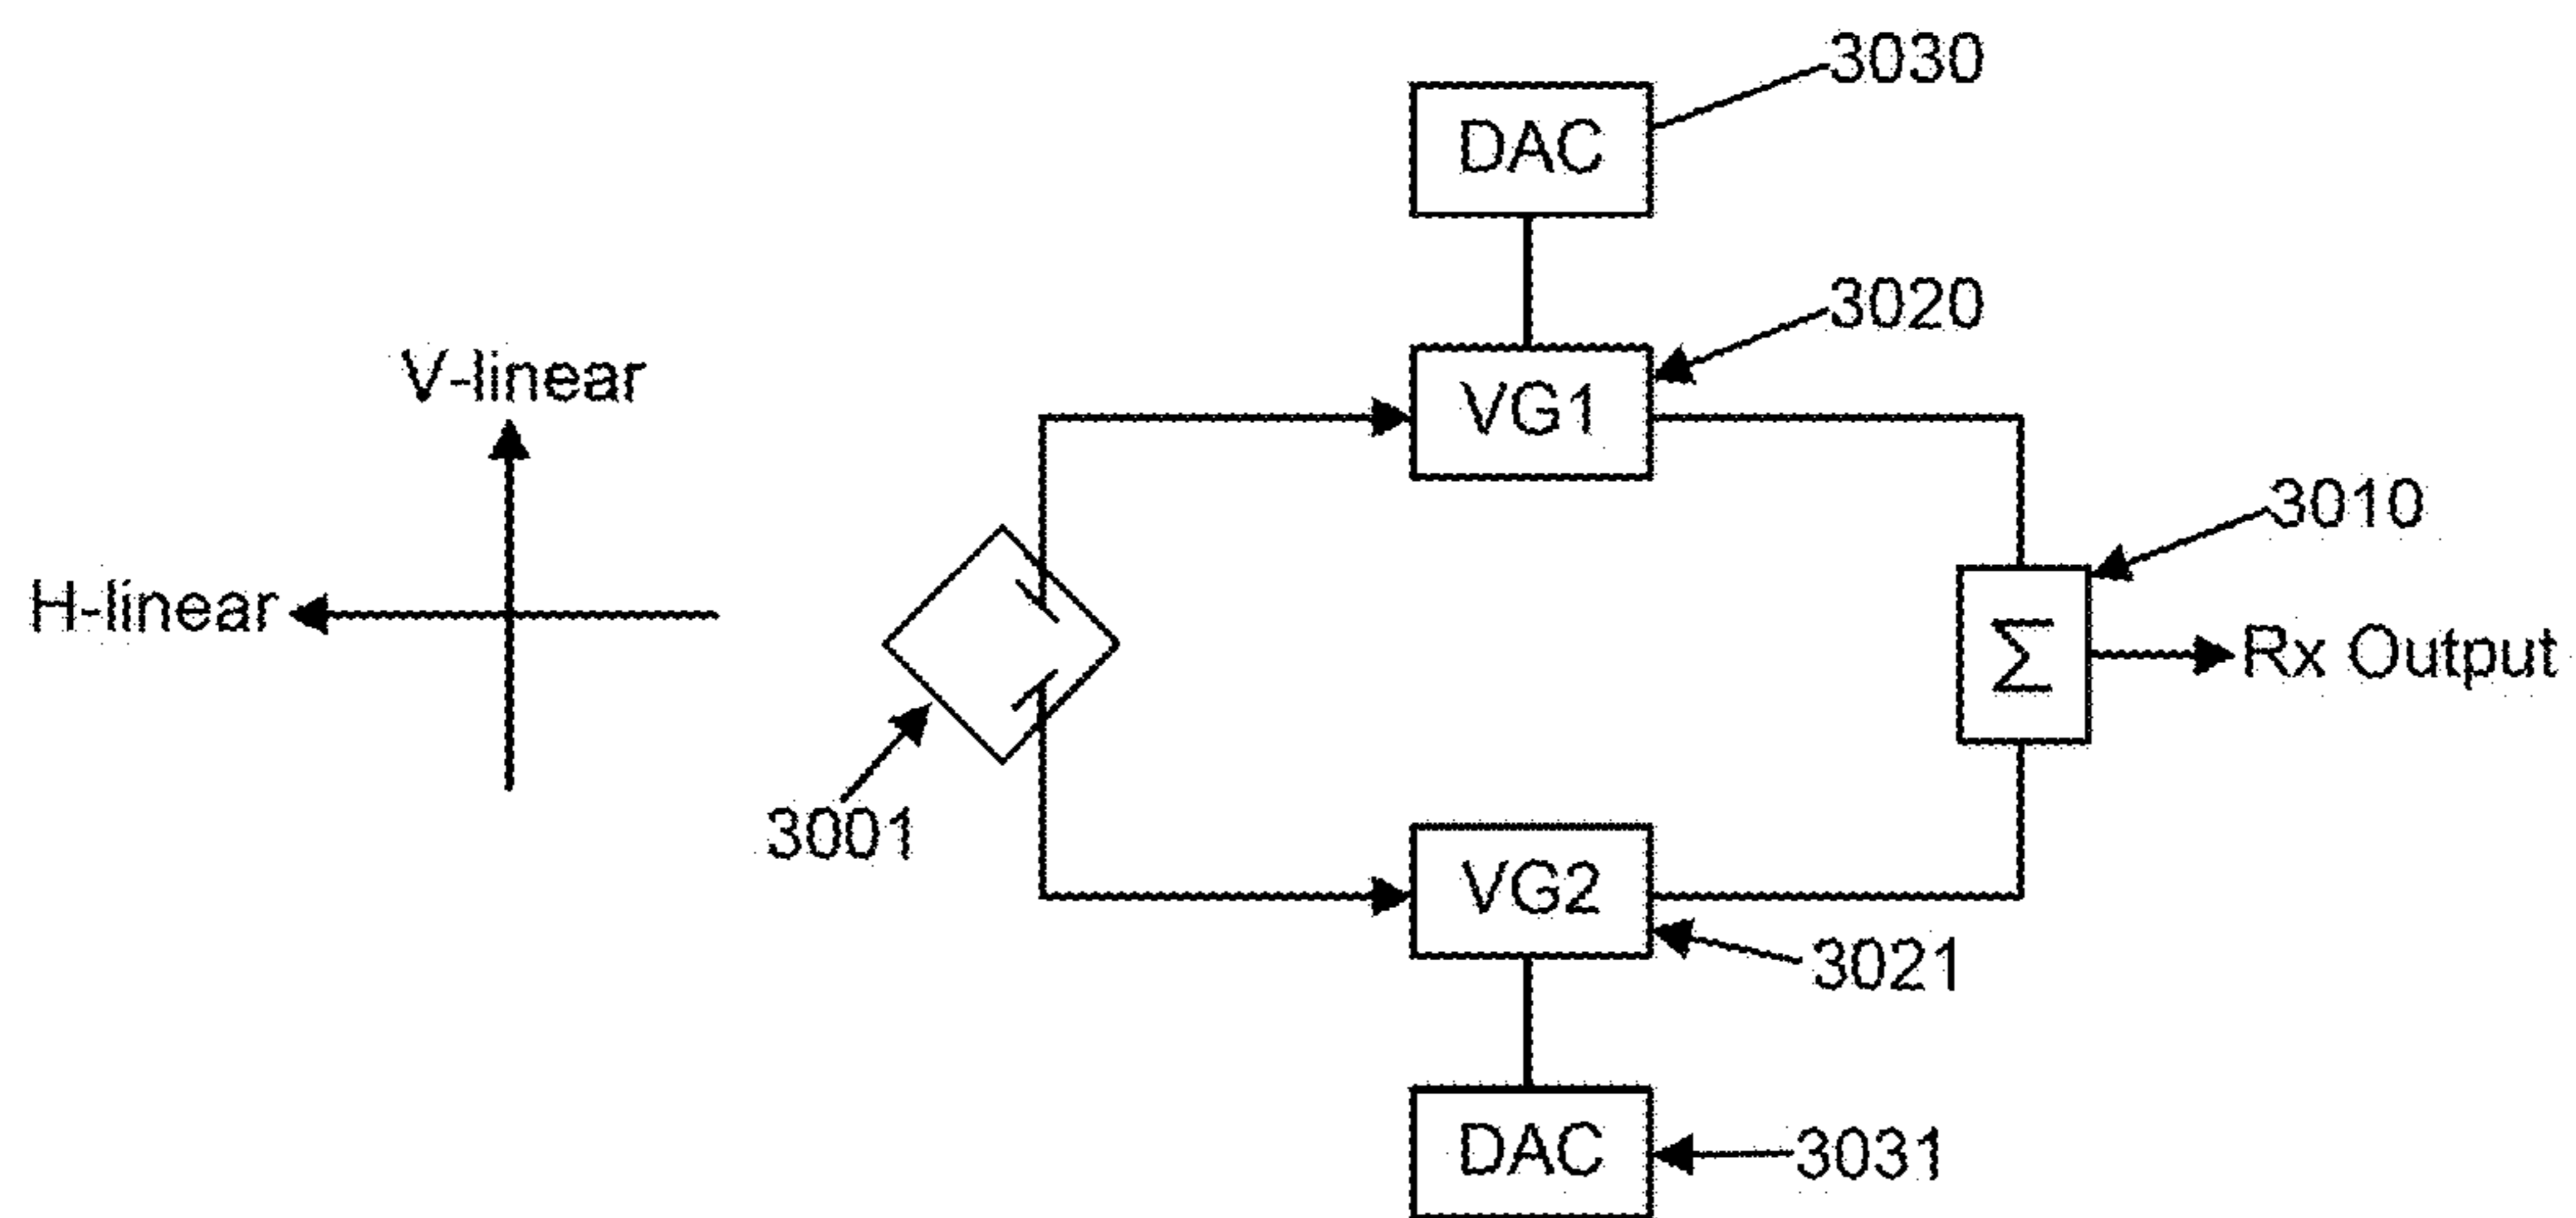 3030
DAC
3020
V-linear
VG1
3010
H-linear
Σ
Rx Output
3001
VG2
3021
DAC
3031